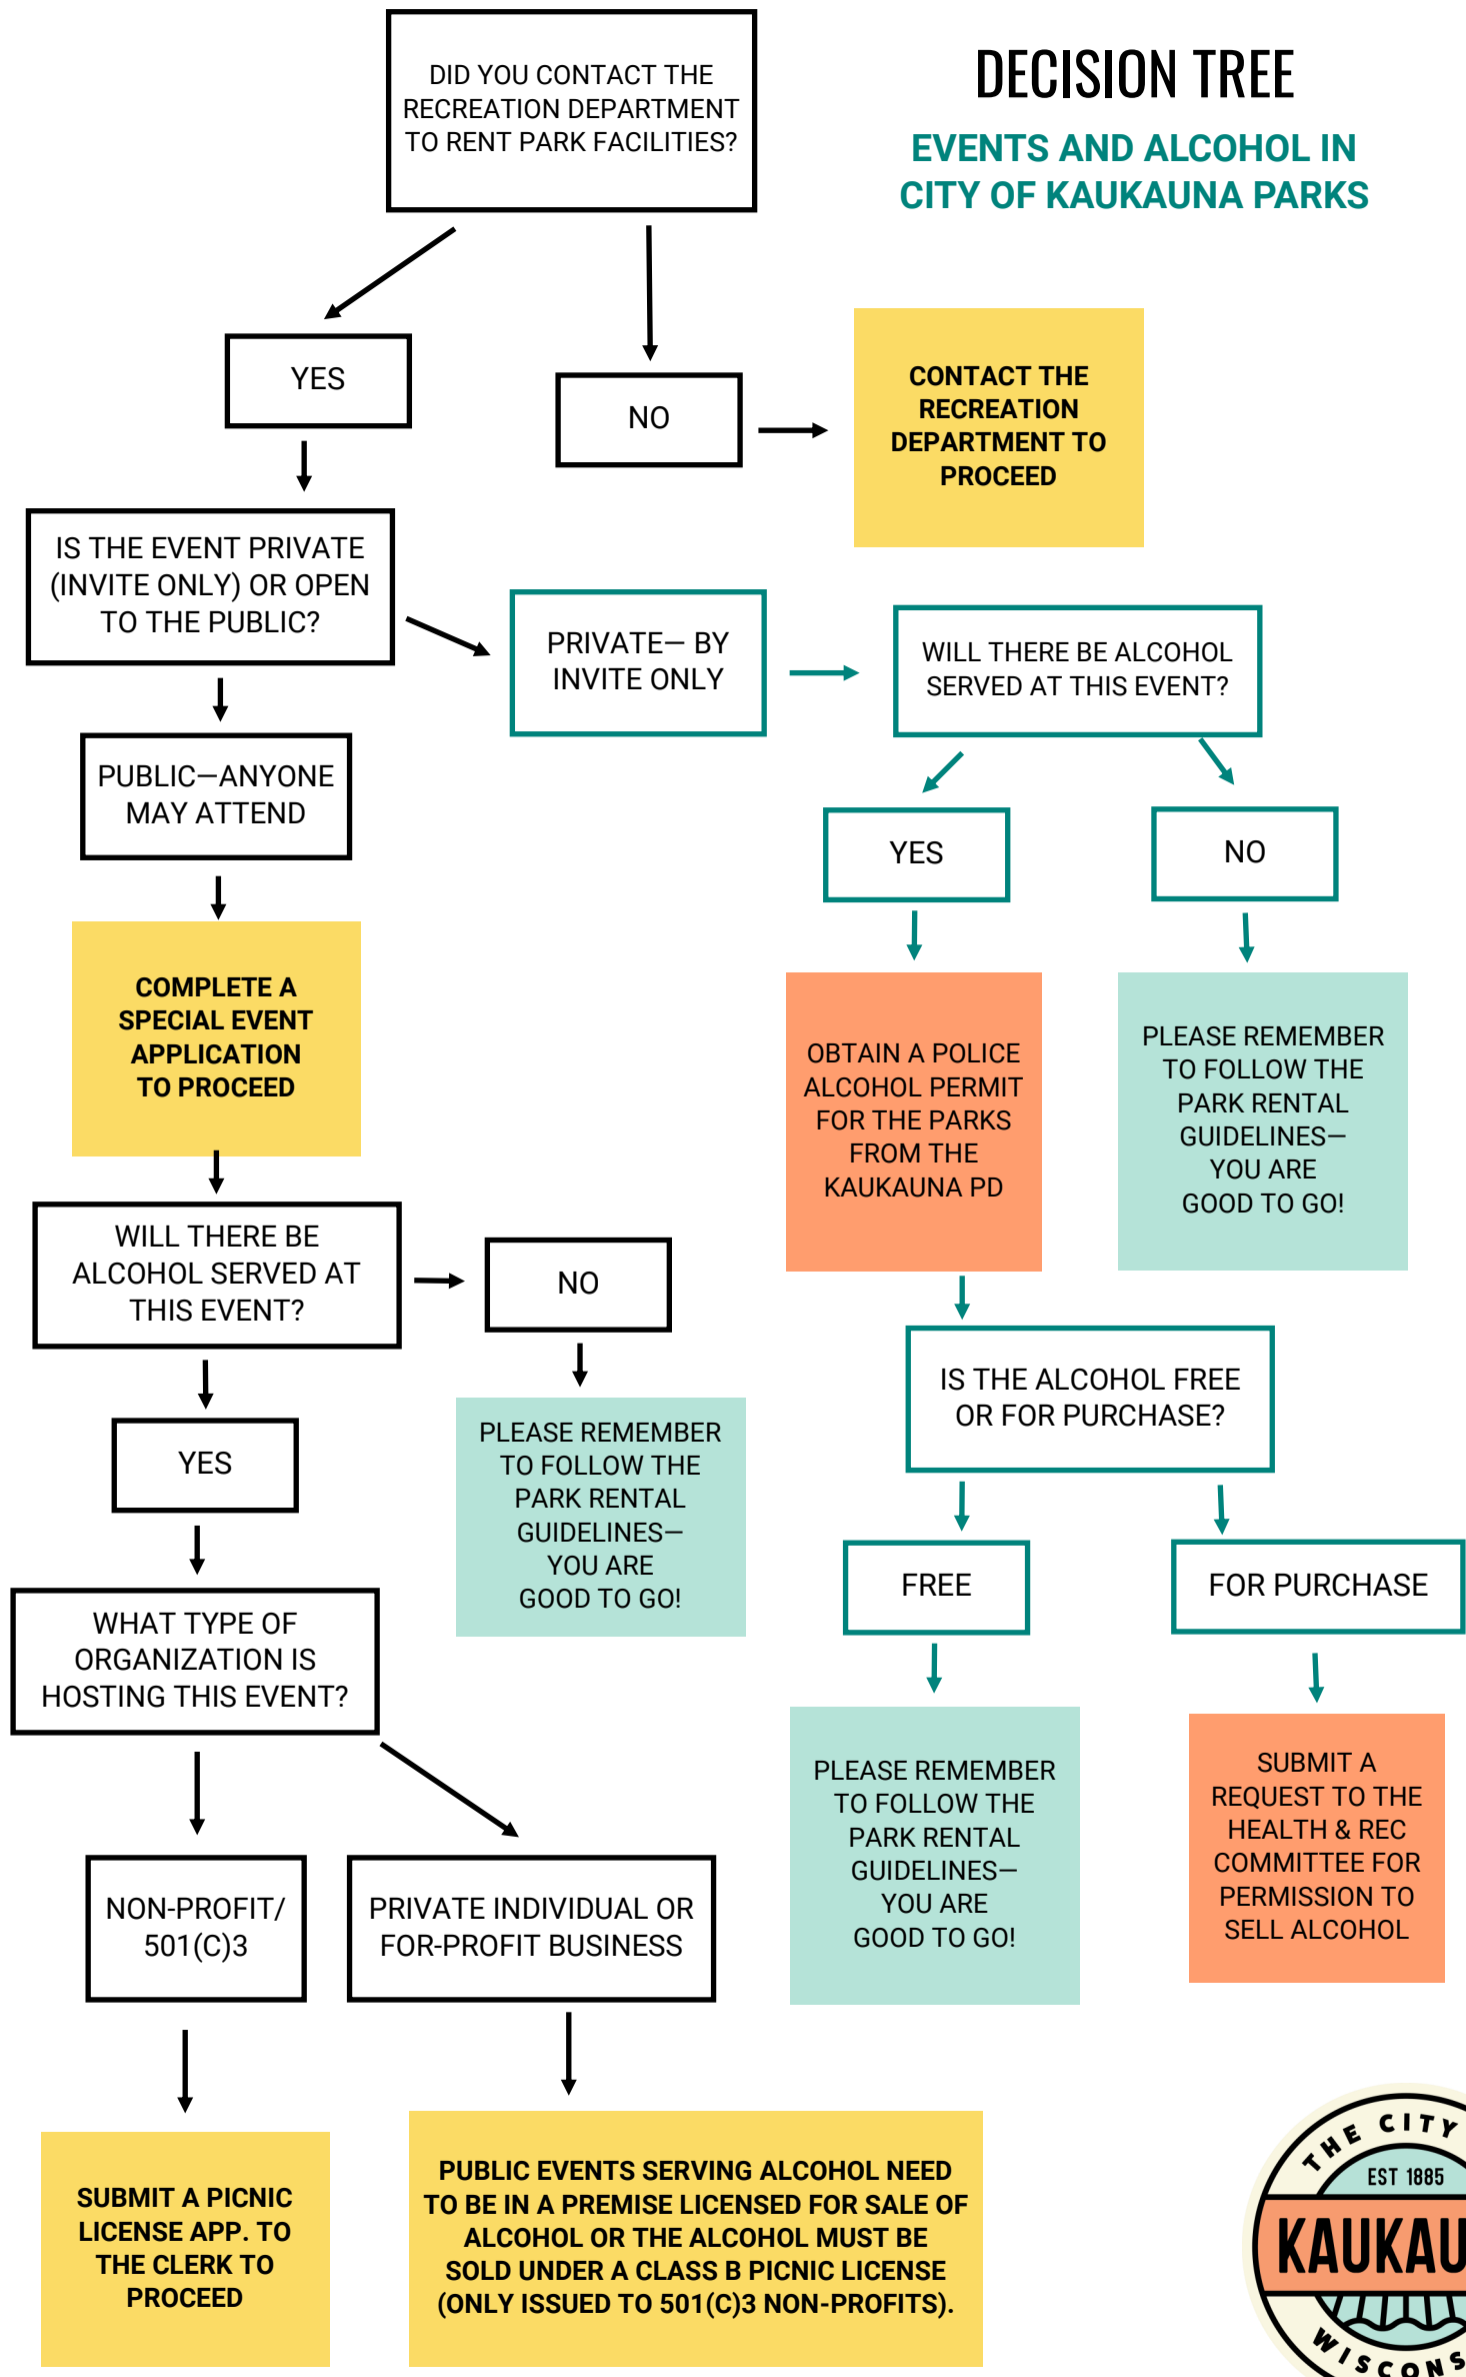 DECISION TREE
EVENTS AND ALCOHOL IN
CITY OF KAUKAUNA PARKS
DID YOU CONTACT THE
RECREATION DEPARTMENT
TO RENT PARK FACILITIES?
YES
NO
CONTACT THE
RECREATION
DEPARTMENT TO
PROCEED
IS THE EVENT PRIVATE
(INVITE ONLY) OR OPEN
TO THE PUBLIC?
PRIVATE— BY
INVITE ONLY
WILL THERE BE ALCOHOL
SERVED AT THIS EVENT?
PUBLIC—ANYONE
MAY ATTEND
YES
NO
COMPLETE A
SPECIAL EVENT
APPLICATION
TO PROCEED
OBTAIN A POLICE
ALCOHOL PERMIT
FOR THE PARKS
FROM THE
KAUKAUNA PD
PLEASE REMEMBER
TO FOLLOW THE
PARK RENTAL
GUIDELINES—
YOU ARE
GOOD TO GO!
WILL THERE BE
ALCOHOL SERVED AT
THIS EVENT?
NO
IS THE ALCOHOL FREE
OR FOR PURCHASE?
YES
PLEASE REMEMBER
TO FOLLOW THE
PARK RENTAL
GUIDELINES—
YOU ARE
GOOD TO GO!
FREE
FOR PURCHASE
WHAT TYPE OF
ORGANIZATION IS
HOSTING THIS EVENT?
PLEASE REMEMBER
TO FOLLOW THE
PARK RENTAL
GUIDELINES—
YOU ARE
GOOD TO GO!
SUBMIT A
REQUEST TO THE
HEALTH & REC
COMMITTEE FOR
PERMISSION TO
SELL ALCOHOL
NON-PROFIT/
501(C)3
PRIVATE INDIVIDUAL OR
FOR-PROFIT BUSINESS
SUBMIT A PICNIC
LICENSE APP. TO
THE CLERK TO
PROCEED
PUBLIC EVENTS SERVING ALCOHOL NEED
TO BE IN A PREMISE LICENSED FOR SALE OF
ALCOHOL OR THE ALCOHOL MUST BE
SOLD UNDER A CLASS B PICNIC LICENSE
(ONLY ISSUED TO 501(C)3 NON-PROFITS).
THE CITY
EST 1885
KAUKAU
WISCONS